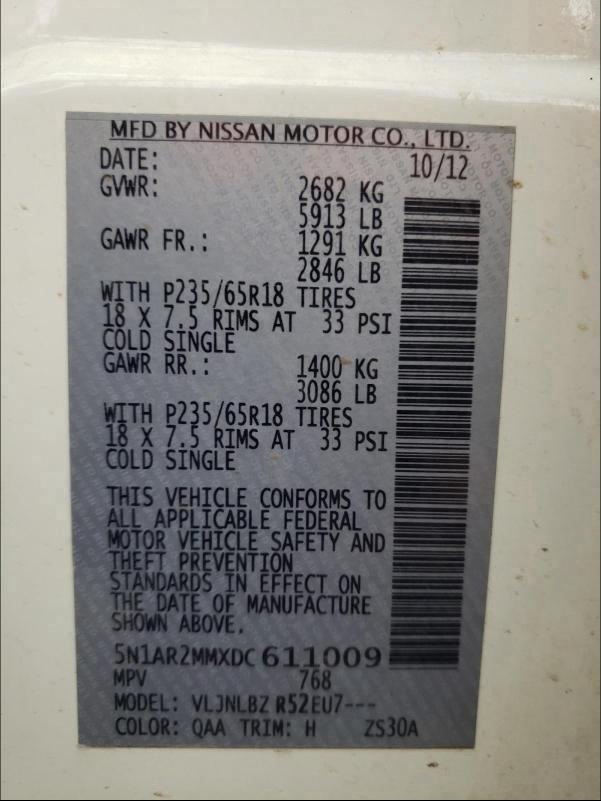 MFD BY NISSAN MOTOR CO., LTD.
DATE: 10/12
GVWR: 2682 KG
5913 LB
GAWR FR.: 1291 KG
2846 LB
WITH P235/65R18 TIRES
18 X 7.5 RIMS AT 33 PSI
COLD SINGLE
GAWR RR.: 1400 KG
3086 LB
WITH P235/65R18 TIRES
18 X 7.5 RIMS AT 33 PSI
COLD SINGLE
THIS VEHICLE CONFORMS TO
ALL APPLICABLE FEDERAL
MOTOR VEHICLE SAFETY AND
THEFT PREVENTION
STANDARDS IN EFFECT ON
THE DATE OF MANUFACTURE
SHOWN ABOVE.
5N1AR2MMXDC 611009
MPV 768
MODEL: VLJNLBZ R52EU7---
COLOR: QAA TRIM: H ZS30A